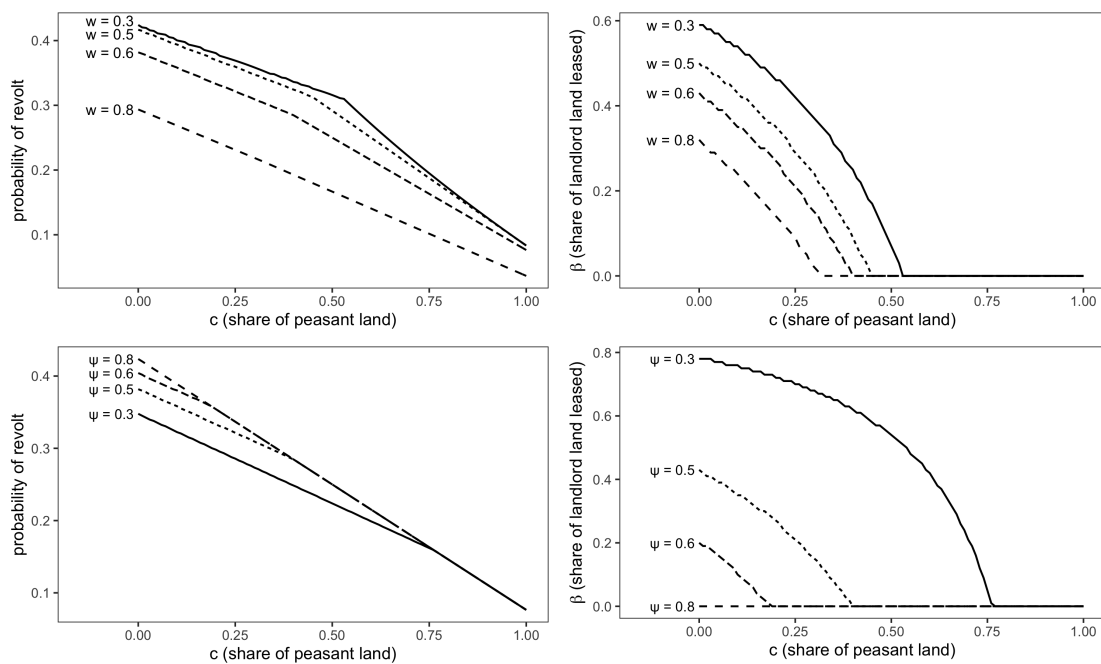 w = 0.3
w = 0.5
w = 0.6
w = 0.8
0.4
0.3
0.2
0.1
probability of revolt
0.00 0.25 0.50 0.75 1.00
c (share of peasant land)
w = 0.3
w = 0.5
w = 0.6
w = 0.8
0.6
0.4
0.2
0.0
β (share of landlord land leased)
0.00 0.25 0.50 0.75 1.00
c (share of peasant land)
ψ = 0.8
ψ = 0.6
ψ = 0.5
ψ = 0.3
0.4
0.3
0.2
0.1
probability of revolt
0.00 0.25 0.50 0.75 1.00
c (share of peasant land)
ψ = 0.3
ψ = 0.5
ψ = 0.6
ψ = 0.8
0.8
0.6
0.4
0.2
0.0
β (share of landlord land leased)
0.00 0.25 0.50 0.75 1.00
c (share of peasant land)